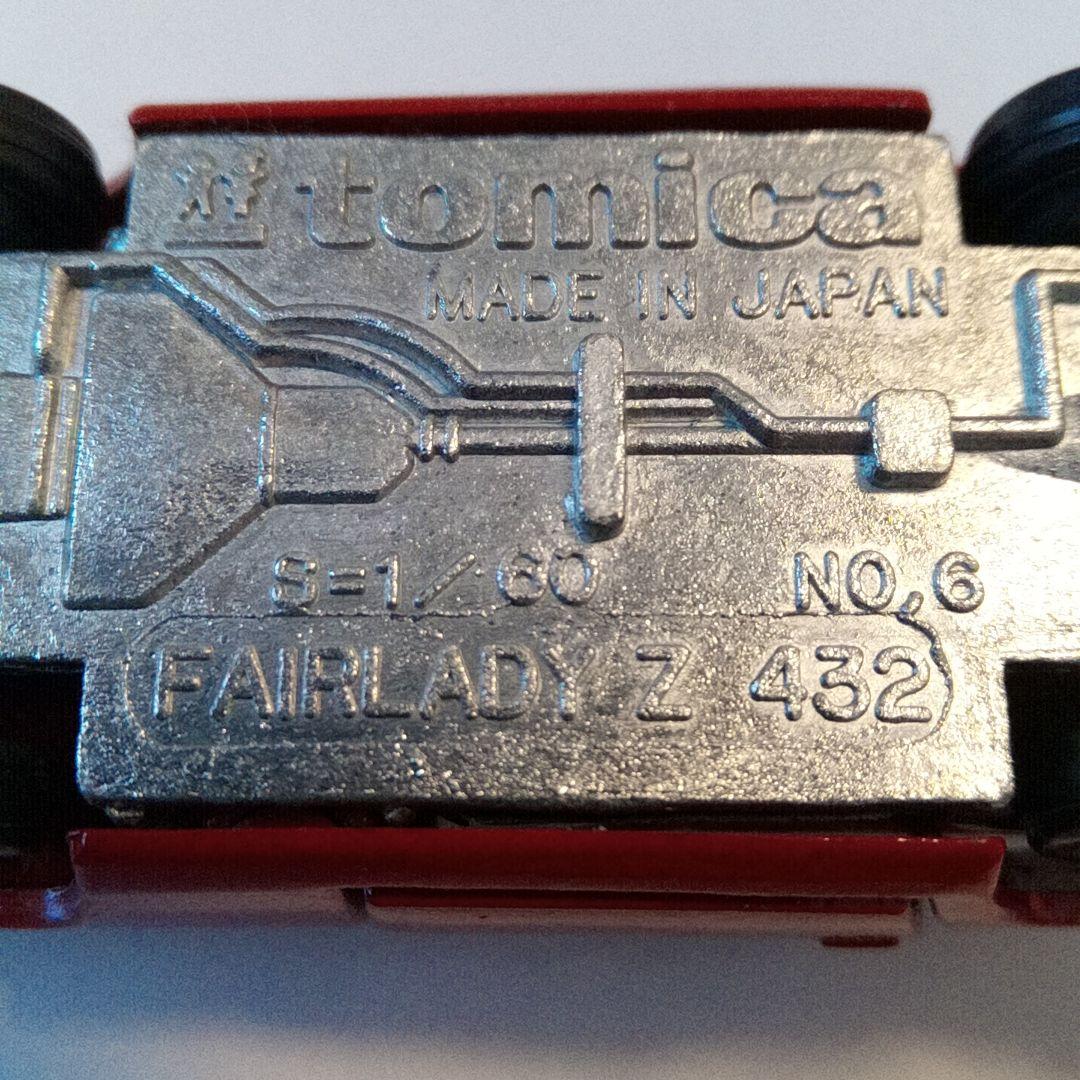 tomica
MADE IN JAPAN
S=1/60 NO,6
FAIRLADY Z 432